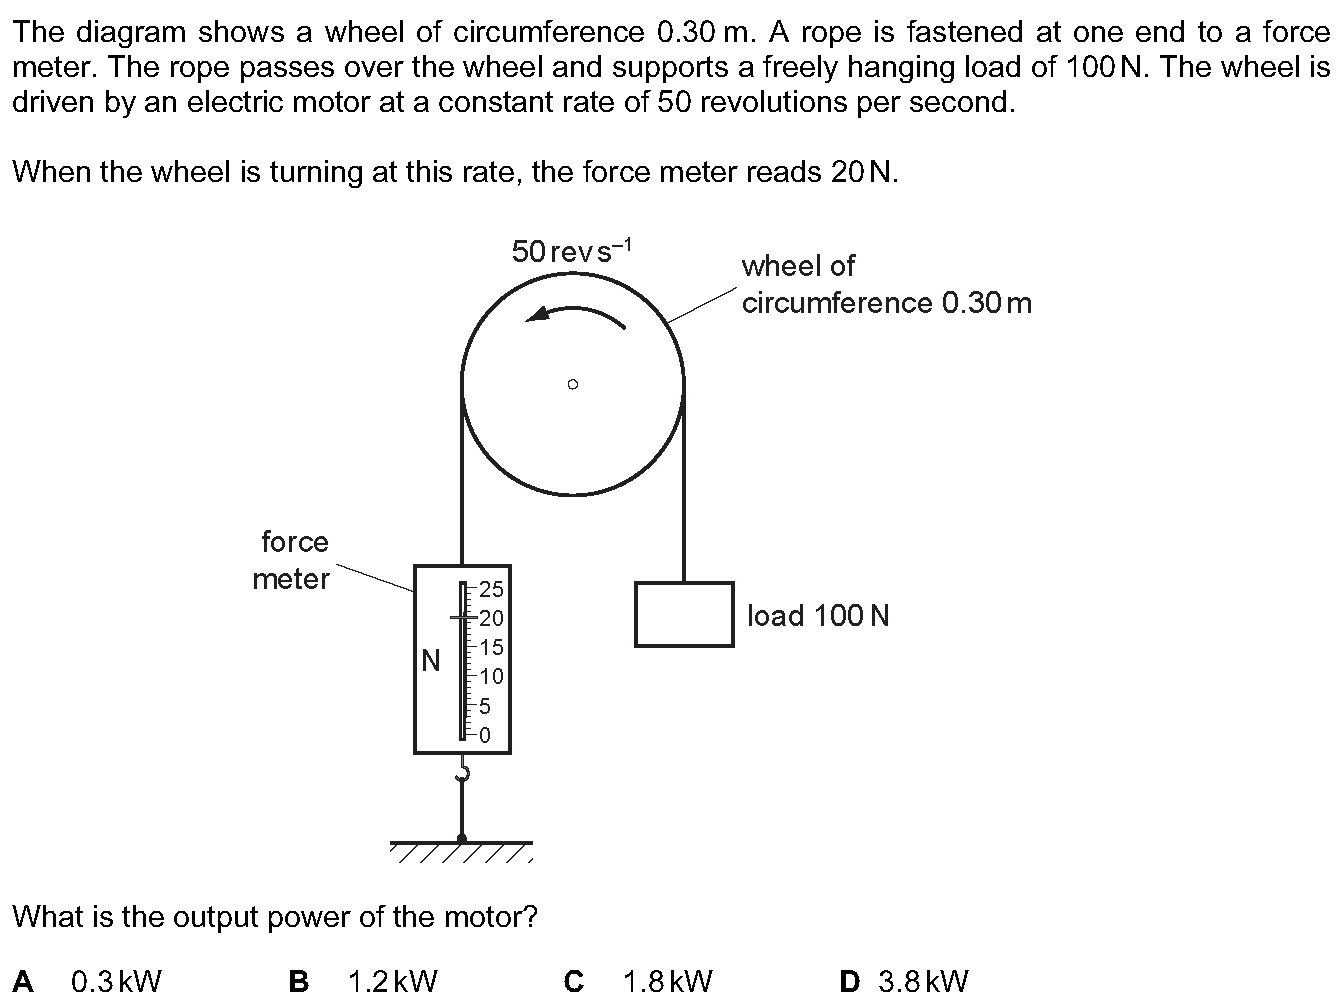 The diagram shows a wheel of circumference 0.30 m. A rope is fastened at one end to a force
meter. The rope passes over the wheel and supports a freely hanging load of 100 N. The wheel is
driven by an electric motor at a constant rate of 50 revolutions per second.
When the wheel is turning at this rate, the force meter reads 20 N.
50 rev s⁻¹
wheel of
circumference 0.30 m
force
meter
25
20
15
10
5
0
N
load 100 N
What is the output power of the motor?
A 0.3 kW B 1.2 kW C 1.8 kW D 3.8 kW